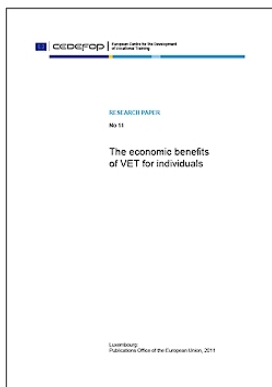 CEDEFOP
European Centre for the Development
of Vocational Training
RESEARCH PAPER
No 11
The economic benefits
of VET for individuals
Luxembourg:
Publications Office of the European Union, 2011